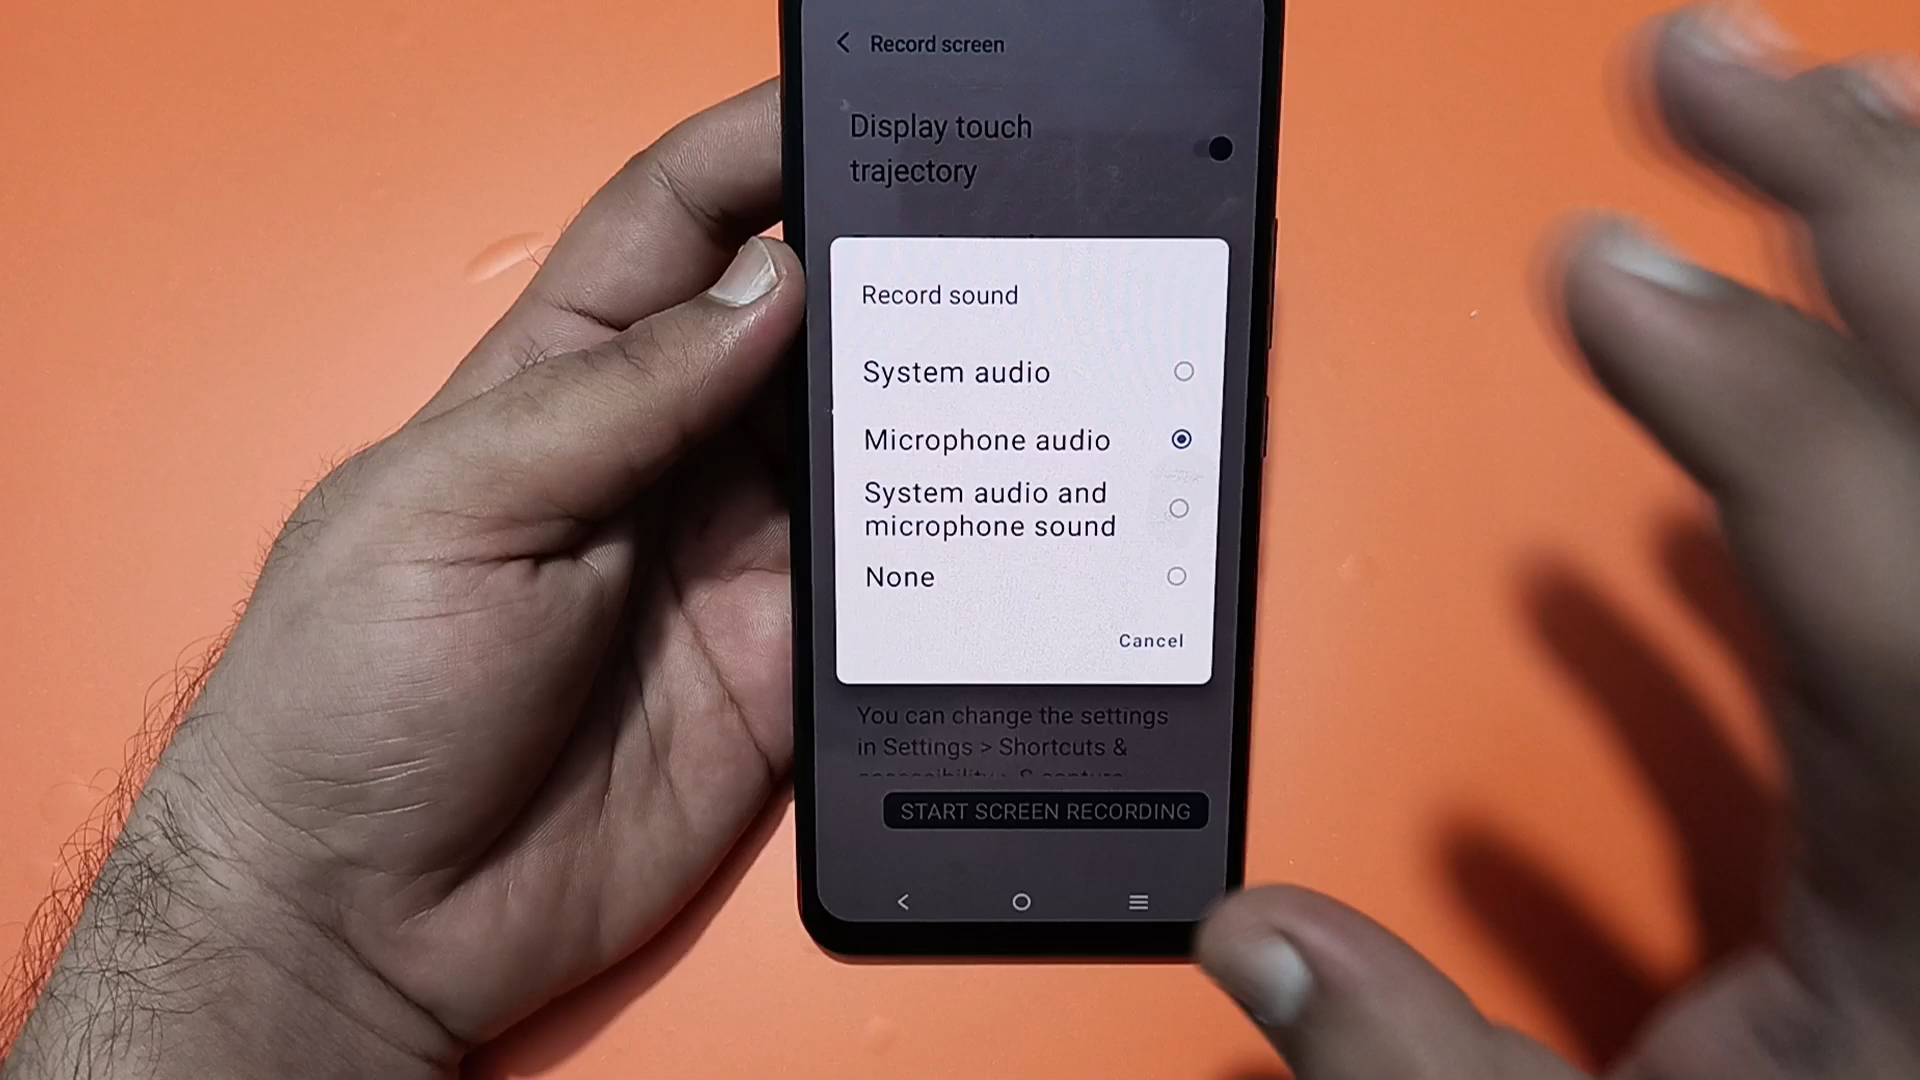 Record screen
Display touch
trajectory
Record sound
System audio
Microphone audio
System audio and
microphone sound
None
Cancel
You can change the settings
in Settings > Shortcuts &
START SCREEN RECORDING